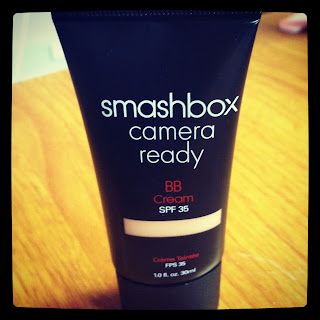 smashbox
camera
ready
BB
Cream
SPF 35
Crème Teintée
FPS 35
1.0 fl. oz. 30ml